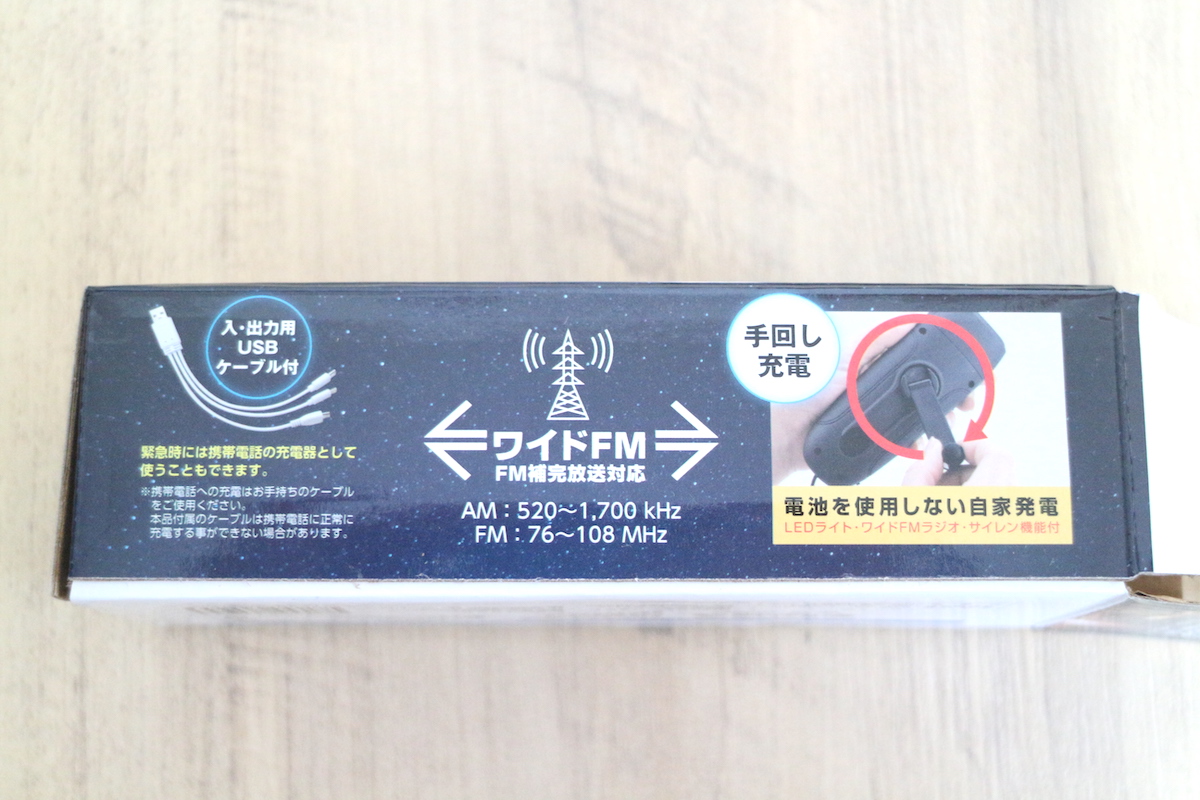 入・出力用
USB
ケーブル付
緊急時には携帯電話の充電器として
使うこともできます。
※携帯電話への充電はお手持ちのケーブル
をご使用ください。
本品付属のケーブルは携帯電話に正常に
充電する事ができない場合があります。
ワイドFM
FM補完放送対応
AM：520～1,700 kHz
FM：76～108 MHz
手回し
充電
電池を使用しない自家発電
LEDライト・ワイドFMラジオ・サイレン機能付